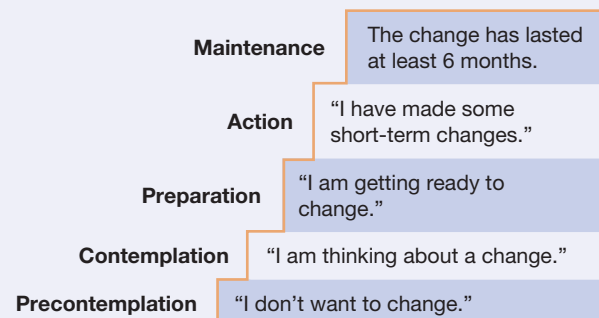 Maintenance
The change has lasted
at least 6 months.
Action
“I have made some
short-term changes.”
Preparation
“I am getting ready to
change.”
Contemplation
“I am thinking about a change.”
Precontemplation
“I don’t want to change.”